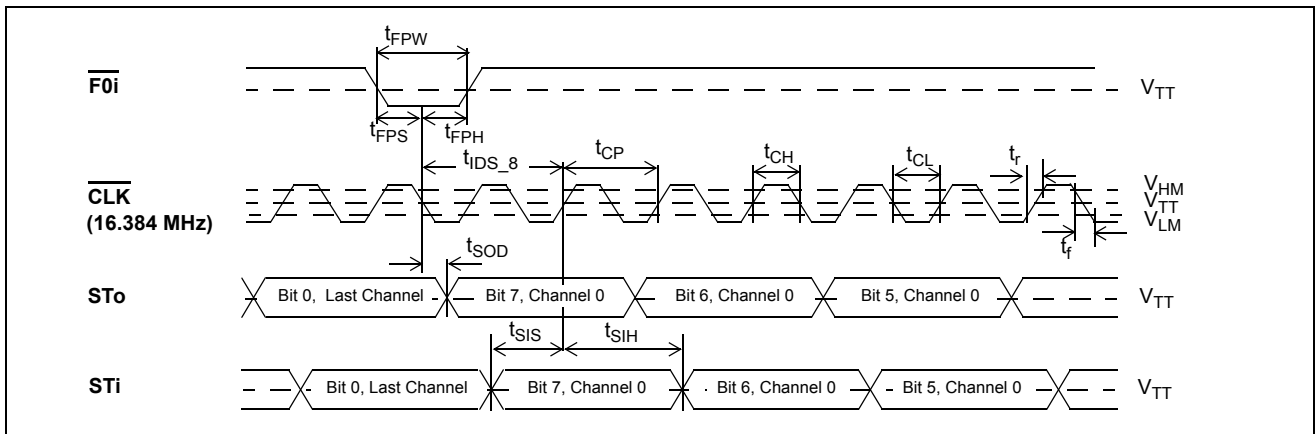 tFPW
F0i
VTT
tFPS tFPH
tIDS_8 tCP tCH tCL tr
CLK
(16.384 MHz)
VHM
VTT
VLM
tf
tSOD
STo
Bit 0, Last Channel Bit 7, Channel 0 Bit 6, Channel 0 Bit 5, Channel 0
VTT
tSIS tSIH
STi
Bit 0, Last Channel Bit 7, Channel 0 Bit 6, Channel 0 Bit 5, Channel 0
VTT